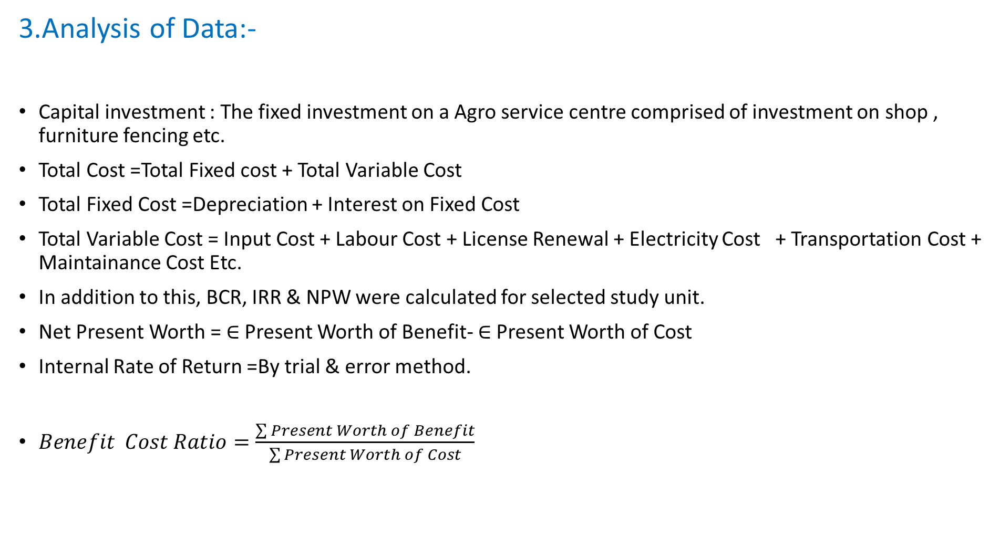 3.Analysis of Data:-
• Capital investment : The fixed investment on a Agro service centre comprised of investment on shop ,
furniture fencing etc.
• Total Cost =Total Fixed cost + Total Variable Cost
• Total Fixed Cost =Depreciation + Interest on Fixed Cost
• Total Variable Cost = Input Cost + Labour Cost + License Renewal + Electricity Cost   + Transportation Cost +
Maintainance Cost Etc.
• In addition to this, BCR, IRR & NPW were calculated for selected study unit.
• Net Present Worth = ∈ Present Worth of Benefit- ∈ Present Worth of Cost
• Internal Rate of Return =By trial & error method.
• Benefit Cost Ratio = ∑ Present Worth of Benefit
∑ Present Worth of Cost